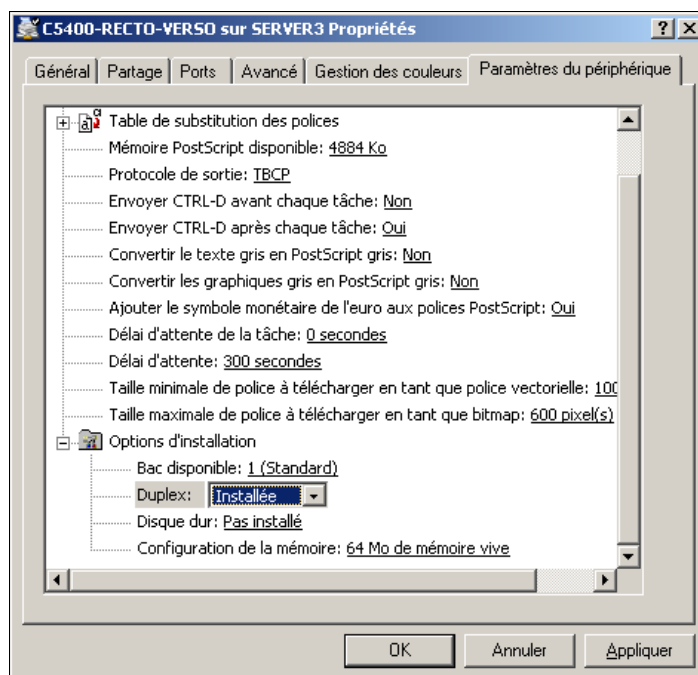 C5400-RECTO-VERSO sur SERVER3 Propriétés
Général Partage Ports Avancé Gestion des couleurs Paramètres du périphérique
Table de substitution des polices
Mémoire PostScript disponible: 4884 Ko
Protocole de sortie: TBCP
Envoyer CTRL-D avant chaque tâche: Non
Envoyer CTRL-D après chaque tâche: Oui
Convertir le texte gris en PostScript gris: Non
Convertir les graphiques gris en PostScript gris: Non
Ajouter le symbole monétaire de l'euro aux polices PostScript: Oui
Délai d'attente de la tâche: 0 secondes
Délai d'attente: 300 secondes
Taille minimale de police à télécharger en tant que police vectorielle: 100
Taille maximale de police à télécharger en tant que bitmap: 600 pixel(s)
Options d'installation
Bac disponible: 1 (Standard)
Duplex: Installée
Disque dur: Pas installé
Configuration de la mémoire: 64 Mo de mémoire vive
OK Annuler Appliquer